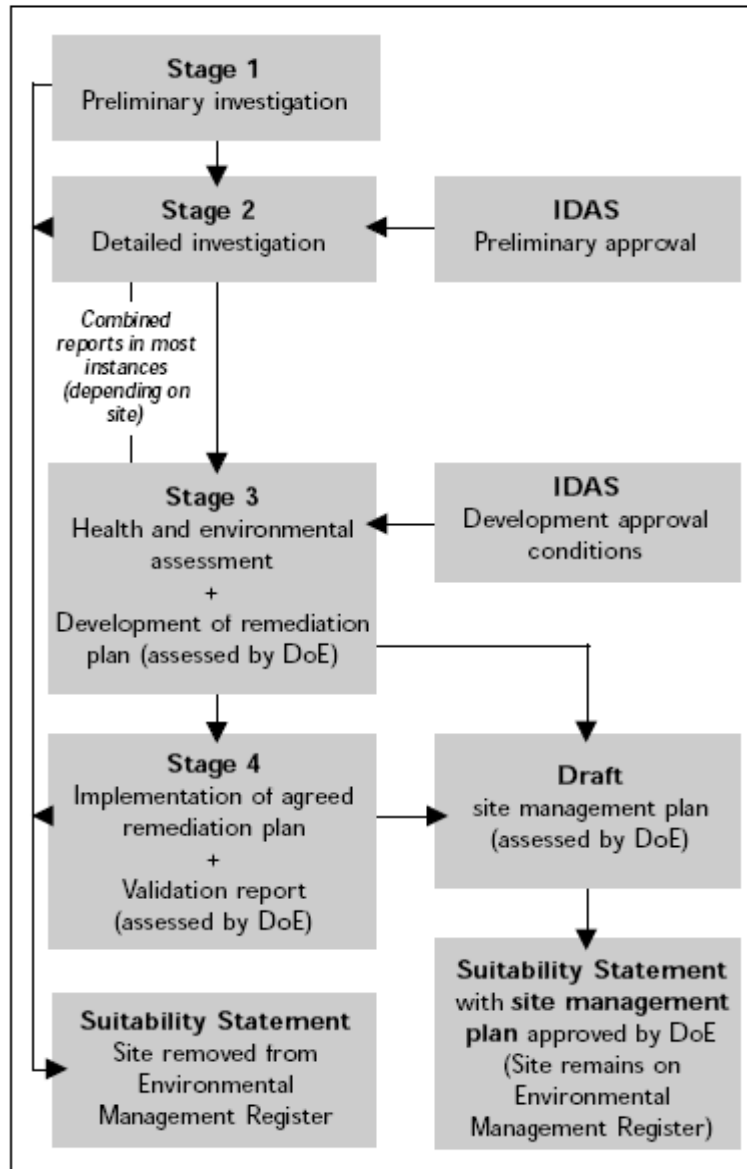 Stage 1
Preliminary investigation
Stage 2
Detailed investigation
IDAS
Preliminary approval
Combined
reports in most
instances
(depending on
site)
Stage 3
Health and environmental
assessment
+
Development of remediation
plan (assessed by DoE)
IDAS
Development approval
conditions
Stage 4
Implementation of agreed
remediation plan
+
Validation report
(assessed by DoE)
Draft
site management plan
(assessed by DoE)
Suitability Statement
Site removed from
Environmental
Management Register
Suitability Statement
with site management
plan approved by DoE
(Site remains on
Environmental
Management Register)